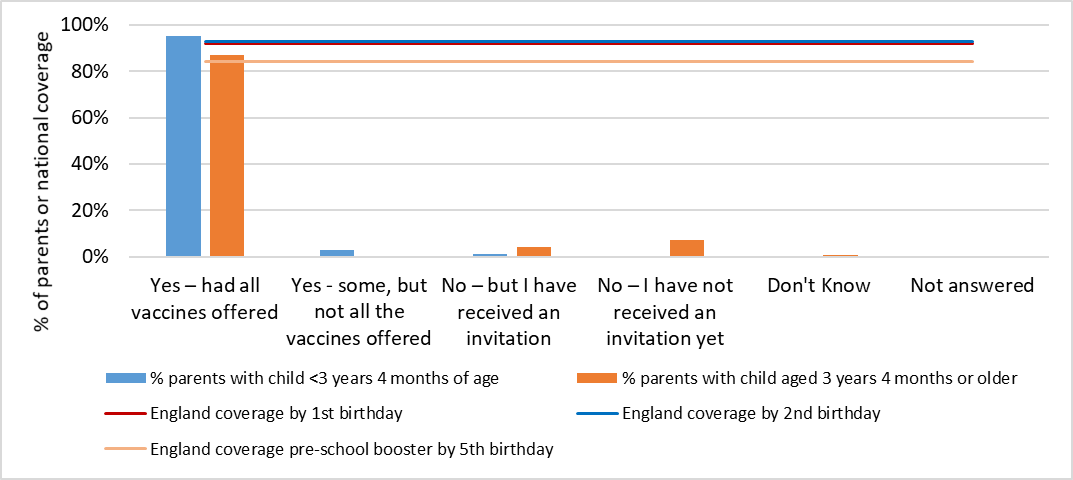 % of parents or national coverage
100%
80%
60%
40%
20%
0%
Yes – had all
vaccines offered
Yes - some, but
not all the
vaccines offered
No – but I have
received an
invitation
No – I have not
received an
invitation yet
Don't Know
Not answered
% parents with child <3 years 4 months of age
% parents with child aged 3 years 4 months or older
England coverage by 1st birthday
England coverage by 2nd birthday
England coverage pre-school booster by 5th birthday